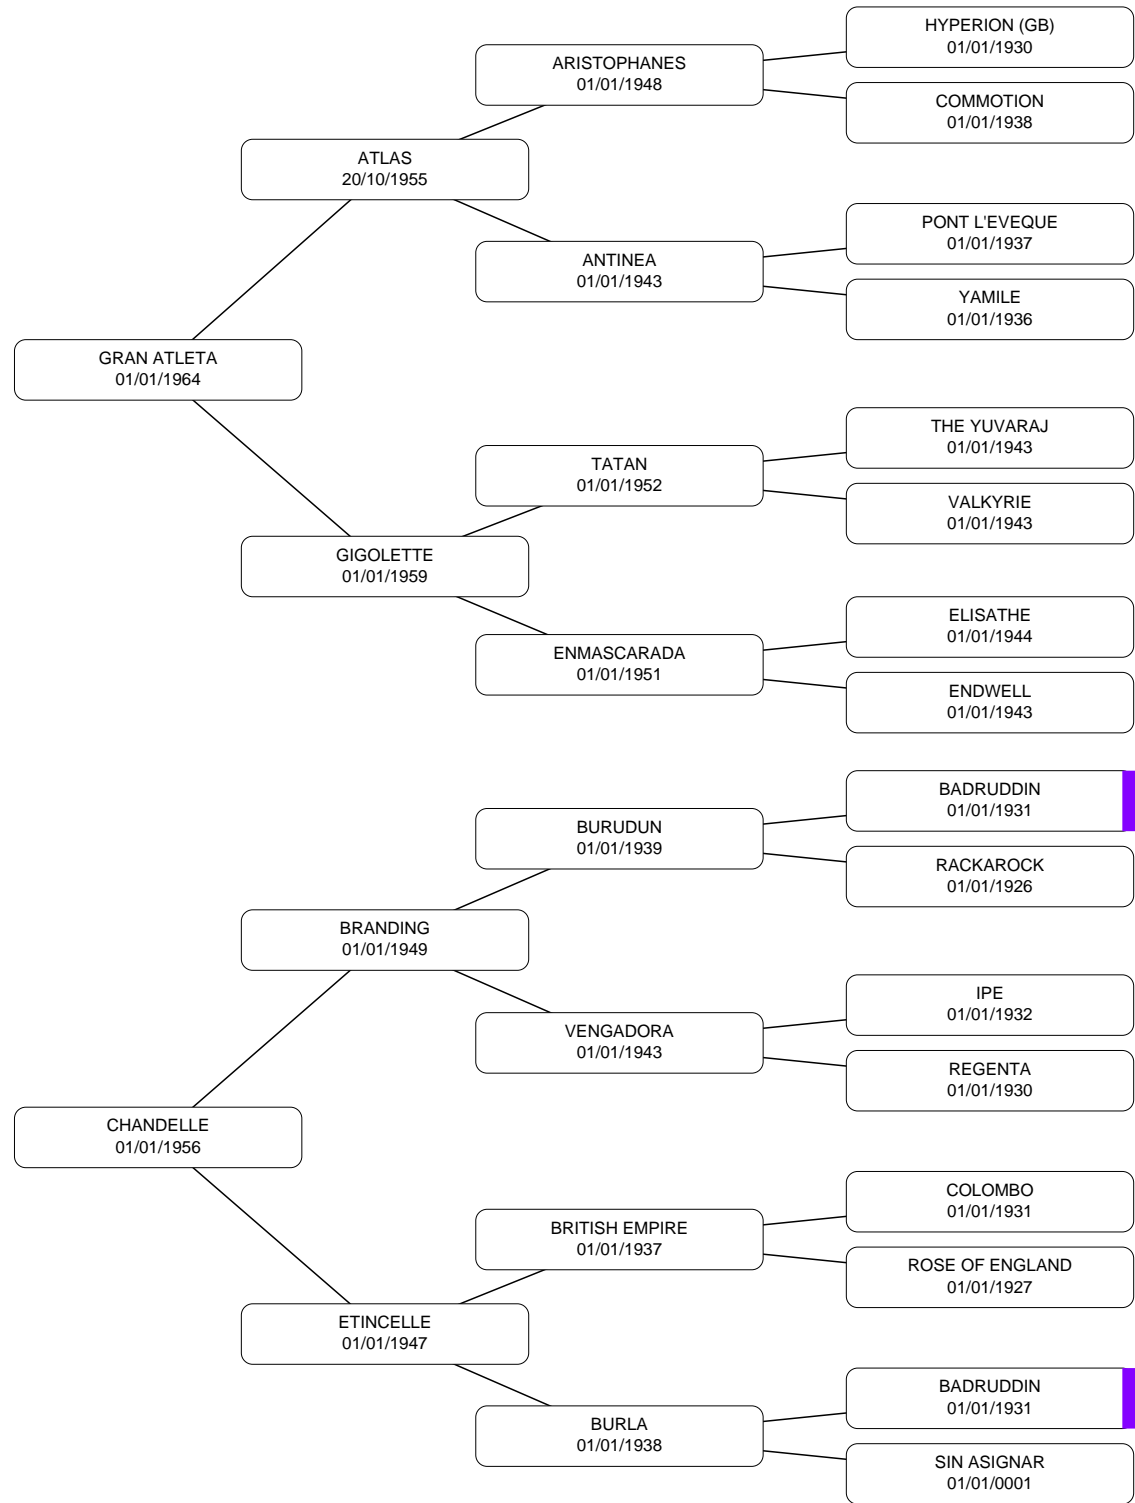 HYPERION (GB)
01/01/1930
ARISTOPHANES
01/01/1948
COMMOTION
01/01/1938
ATLAS
20/10/1955
PONT L'EVEQUE
01/01/1937
ANTINEA
01/01/1943
YAMILE
01/01/1936
GRAN ATLETA
01/01/1964
THE YUVARAJ
01/01/1943
TATAN
01/01/1952
VALKYRIE
01/01/1943
GIGOLETTE
01/01/1959
ELISATHE
01/01/1944
ENMASCARADA
01/01/1951
ENDWELL
01/01/1943
BADRUDDIN
01/01/1931
BURUDUN
01/01/1939
RACKAROCK
01/01/1926
BRANDING
01/01/1949
IPE
01/01/1932
VENGADORA
01/01/1943
REGENTA
01/01/1930
CHANDELLE
01/01/1956
COLOMBO
01/01/1931
BRITISH EMPIRE
01/01/1937
ROSE OF ENGLAND
01/01/1927
ETINCELLE
01/01/1947
BADRUDDIN
01/01/1931
BURLA
01/01/1938
SIN ASIGNAR
01/01/0001